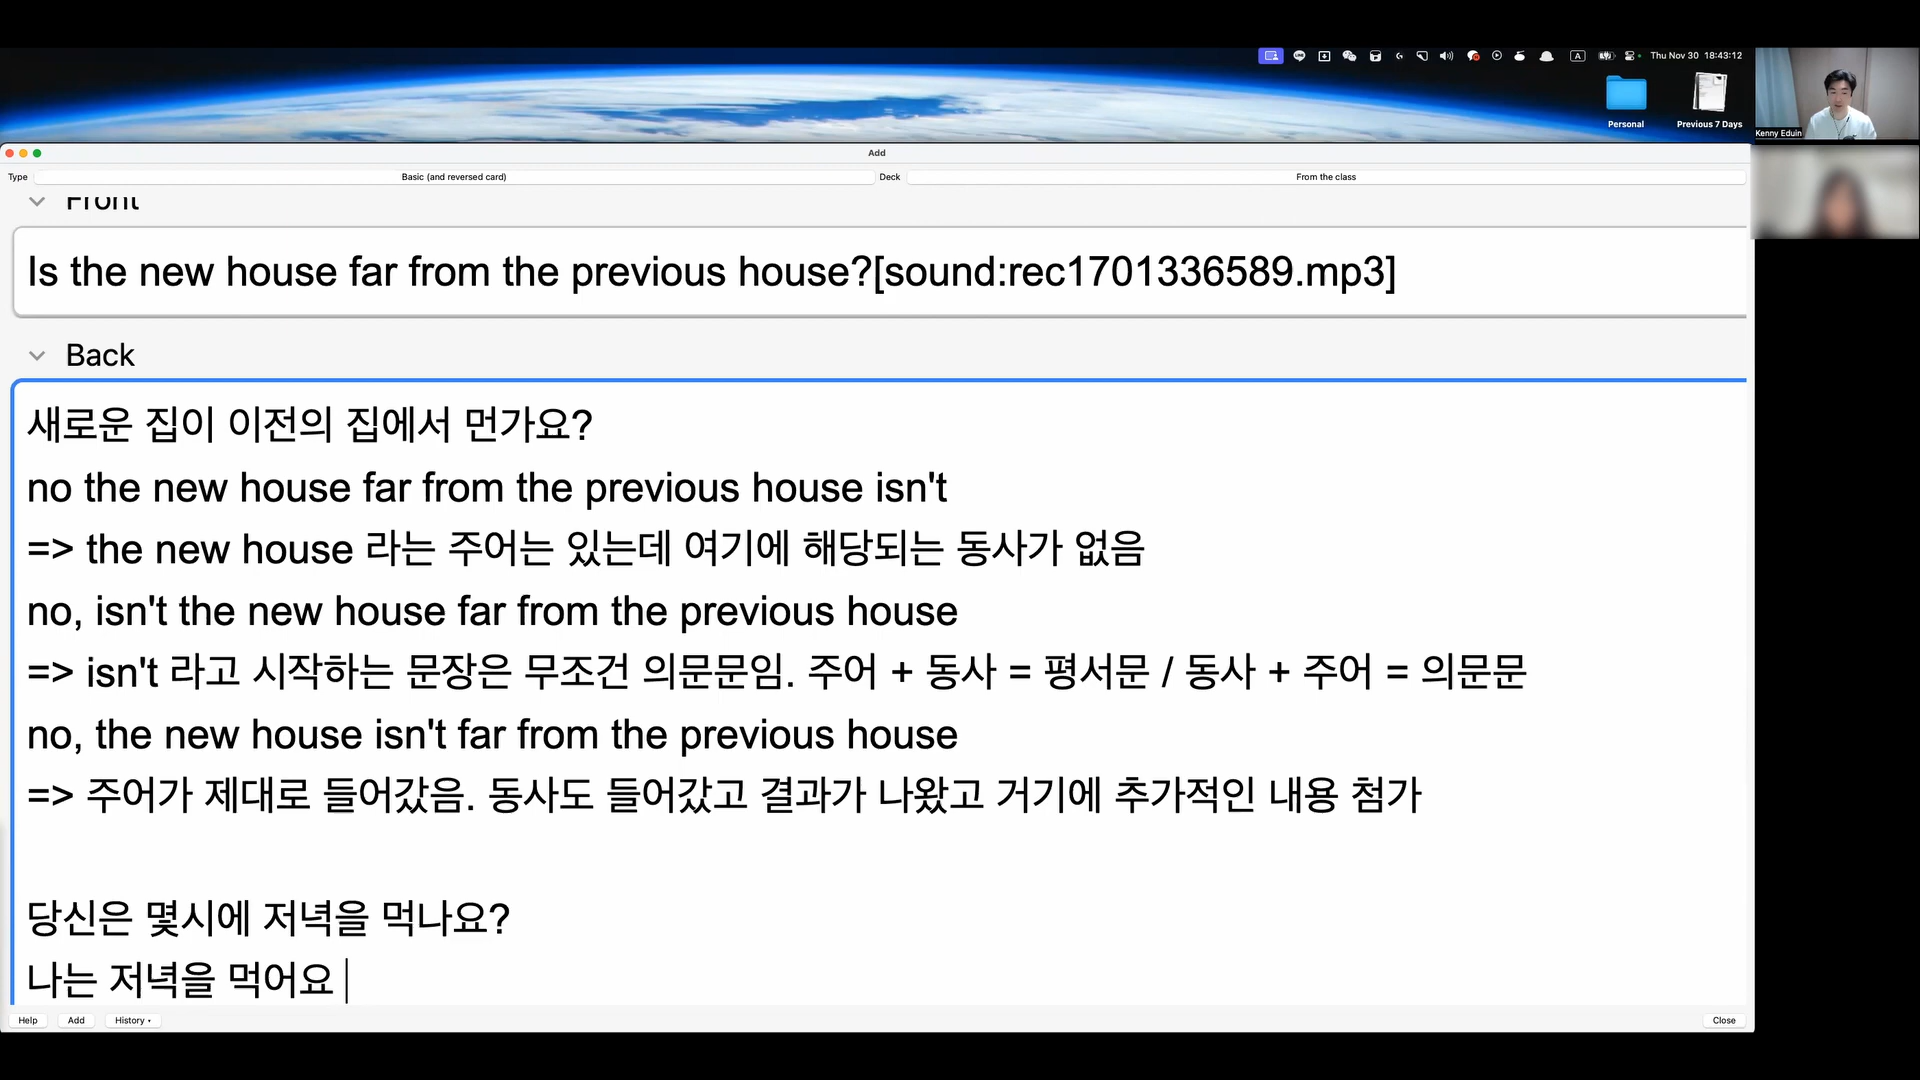 Thu Nov 30 18:43:12
Personal
Previous 7 Days
Kenny Eduin
Add
Type
Basic (and reversed card)
Deck
From the class
Front
Is the new house far from the previous house?[sound:rec1701336589.mp3]
Back
새로운 집이 이전의 집에서 먼가요?
no the new house far from the previous house isn't
=> the new house 라는 주어는 있는데 여기에 해당되는 동사가 없음
no, isn't the new house far from the previous house
=> isn't 라고 시작하는 문장은 무조건 의문문임. 주어 + 동사 = 평서문 / 동사 + 주어 = 의문문
no, the new house isn't far from the previous house
=> 주어가 제대로 들어갔음. 동사도 들어갔고 결과가 나왔고 거기에 추가적인 내용 첨가
당신은 몇시에 저녁을 먹나요?
나는 저녁을 먹어요
Help
Add
History
Close